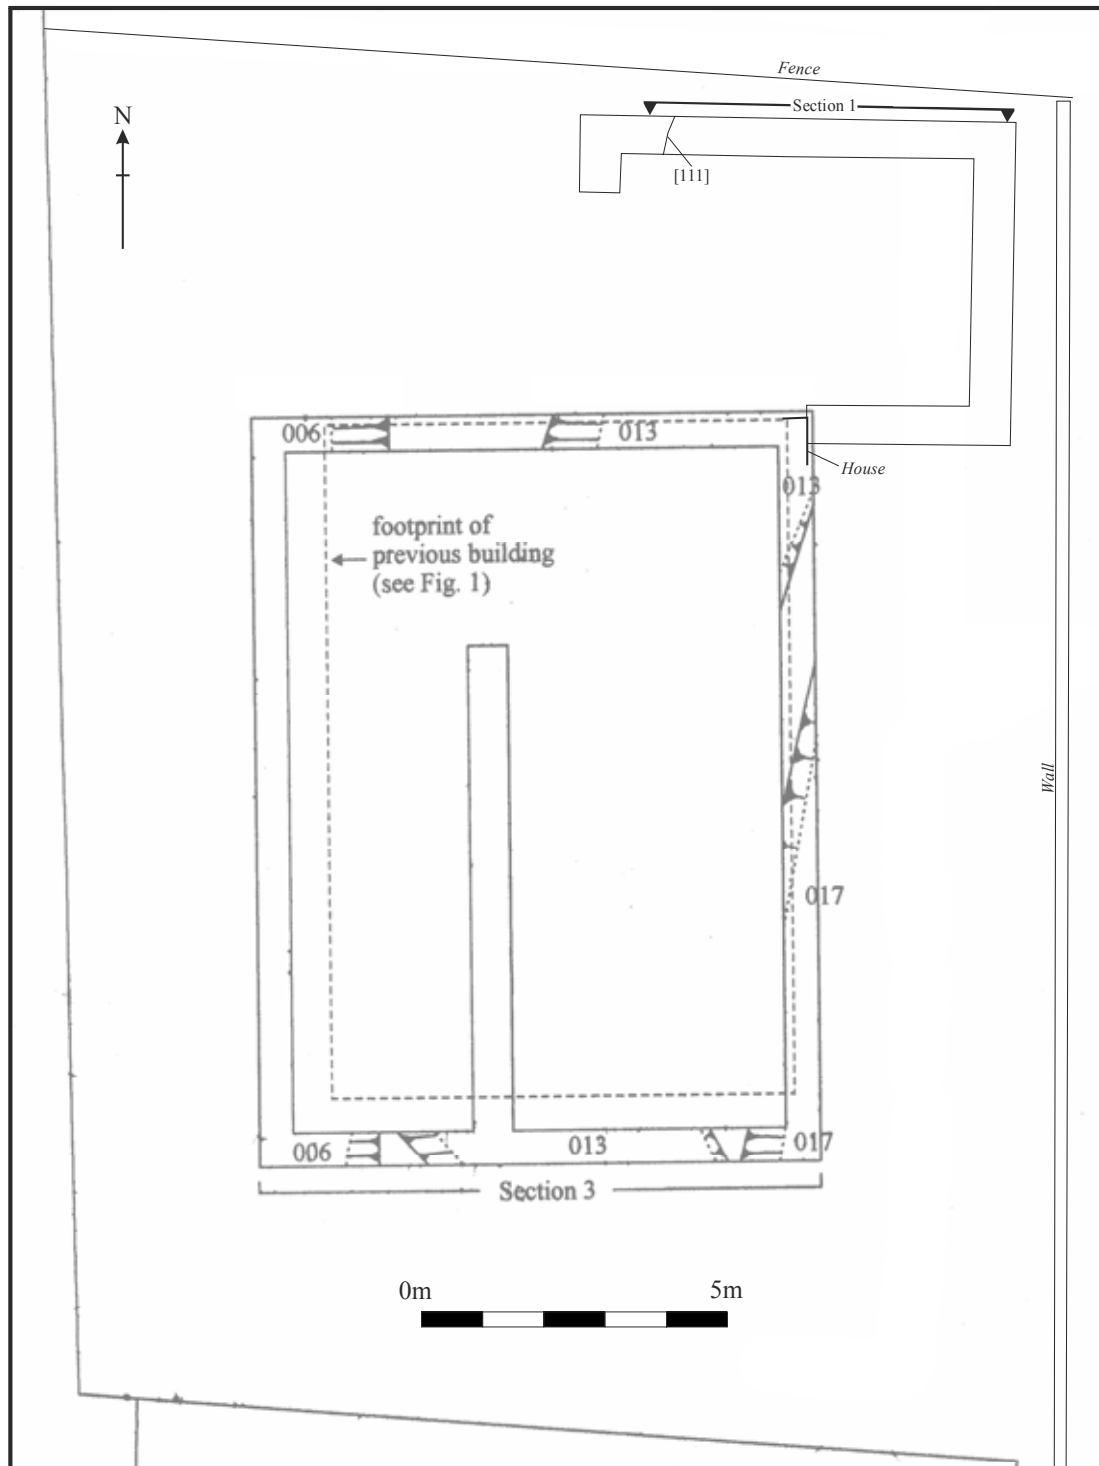 Fence
N
Section 1
[111]
006
013
House
013
footprint of
previous building
(see Fig. 1)
Wall
017
006
013
017
Section 3
0m
5m